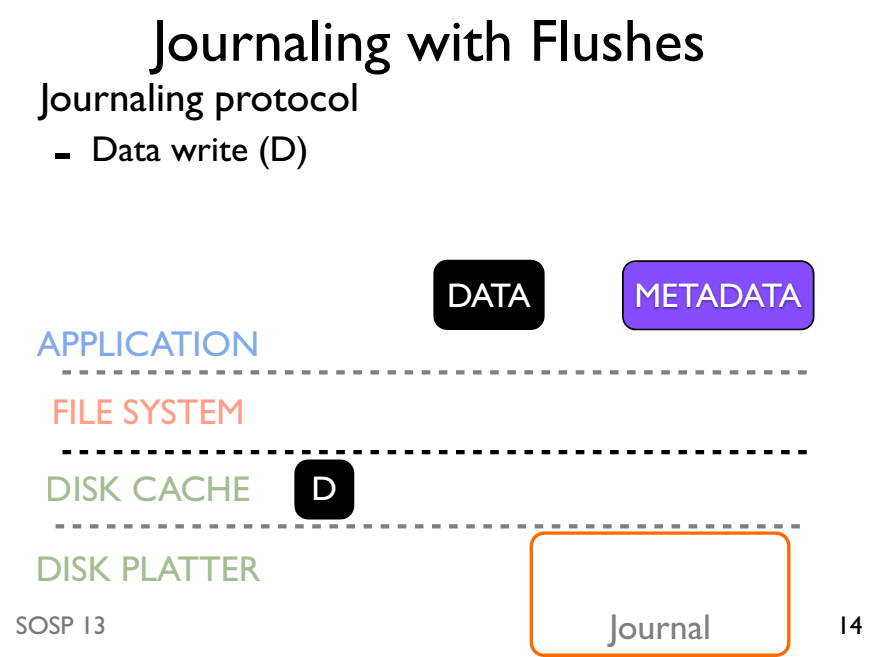 Journaling with Flushes
Journaling protocol
- Data write (D)
DATA
METADATA
APPLICATION
FILE SYSTEM
DISK CACHE
D
DISK PLATTER
SOSP 13
Journal
14